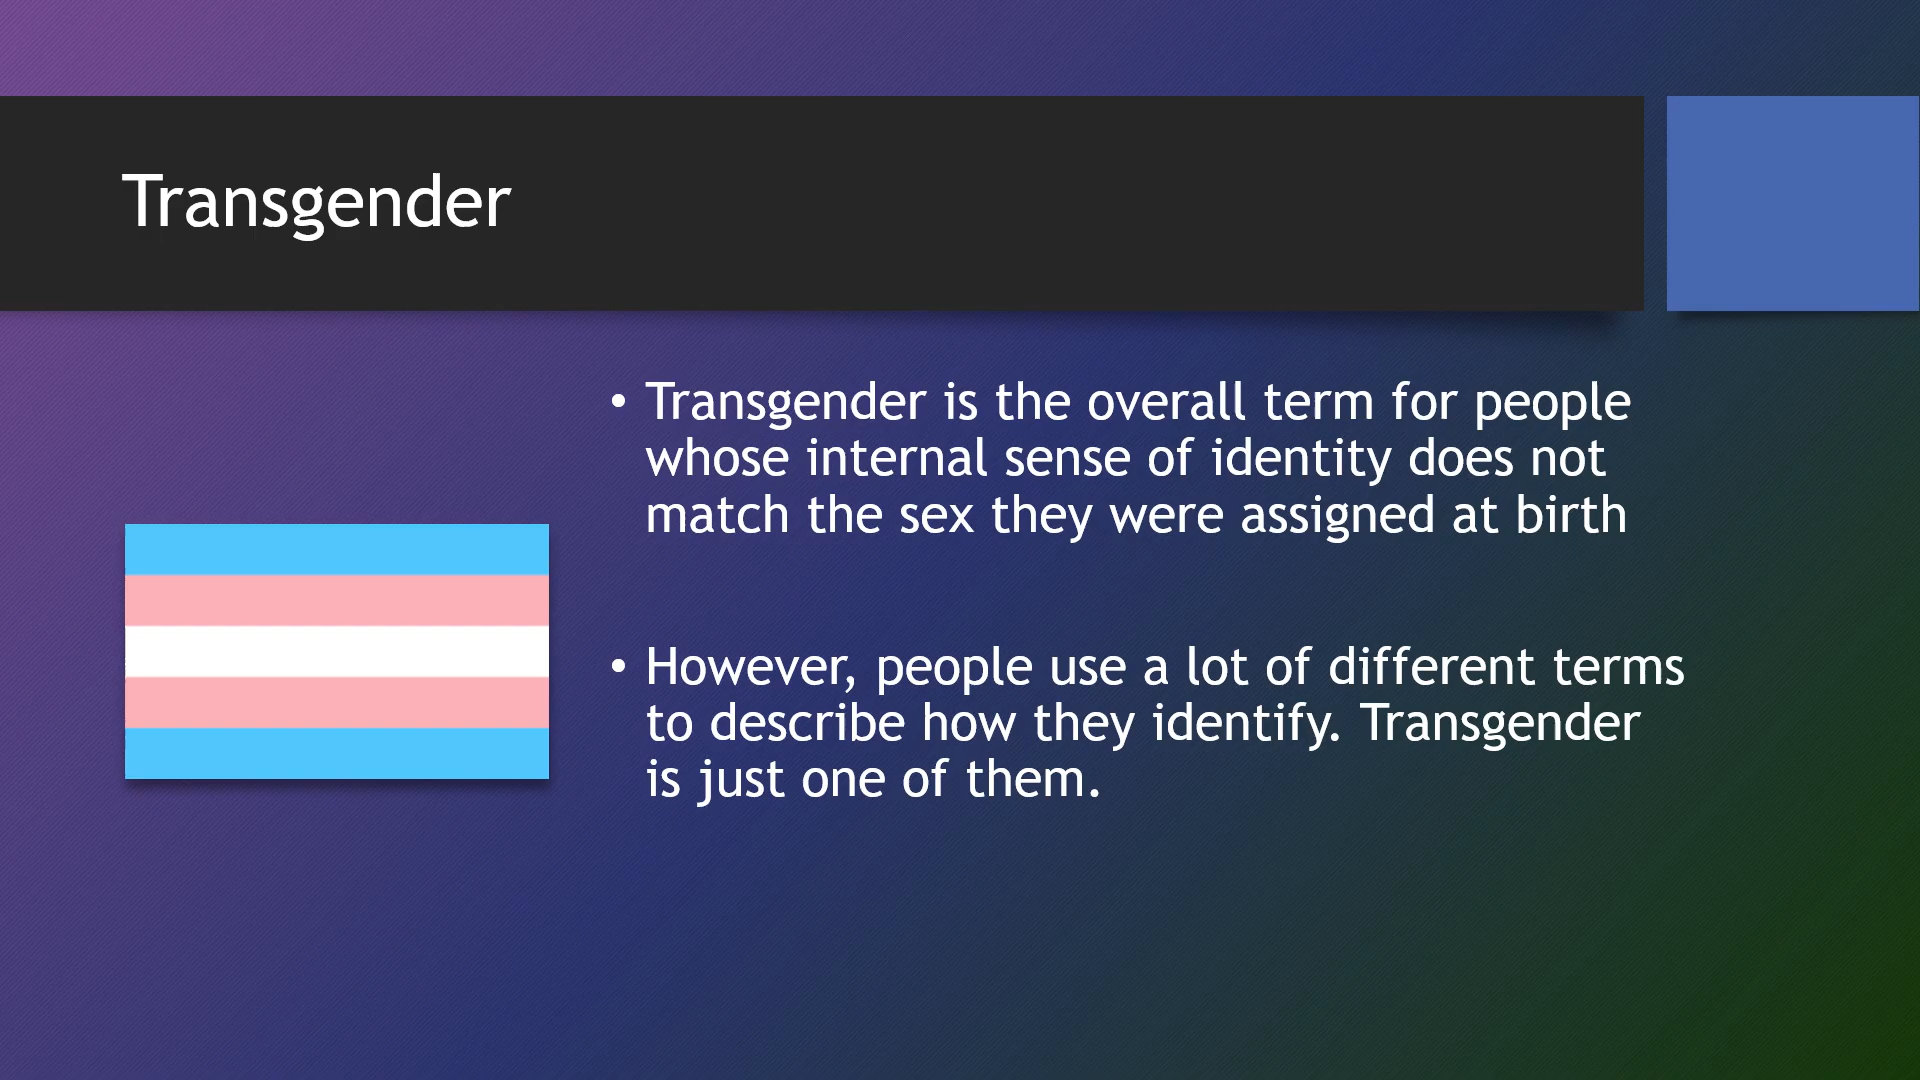 Transgender
• Transgender is the overall term for people
whose internal sense of identity does not
match the sex they were assigned at birth
• However, people use a lot of different terms
to describe how they identify. Transgender
is just one of them.